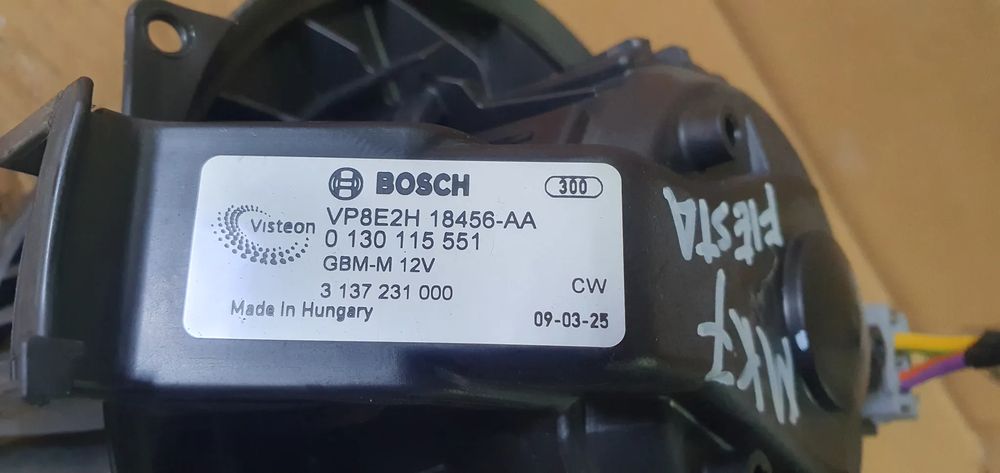 BOSCH
300
Visteon
VP8E2H 18456-AA
0 130 115 551
GBM-M 12V
3 137 231 000
CW
Made In Hungary
09-03-25
MK7
FIESTA